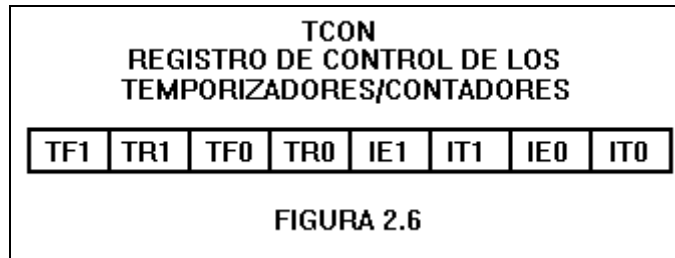 TCON
REGISTRO DE CONTROL DE LOS
TEMPORIZADORES/CONTADORES
TF1 TR1 TF0 TR0 IE1 IT1 IE0 IT0
FIGURA 2.6